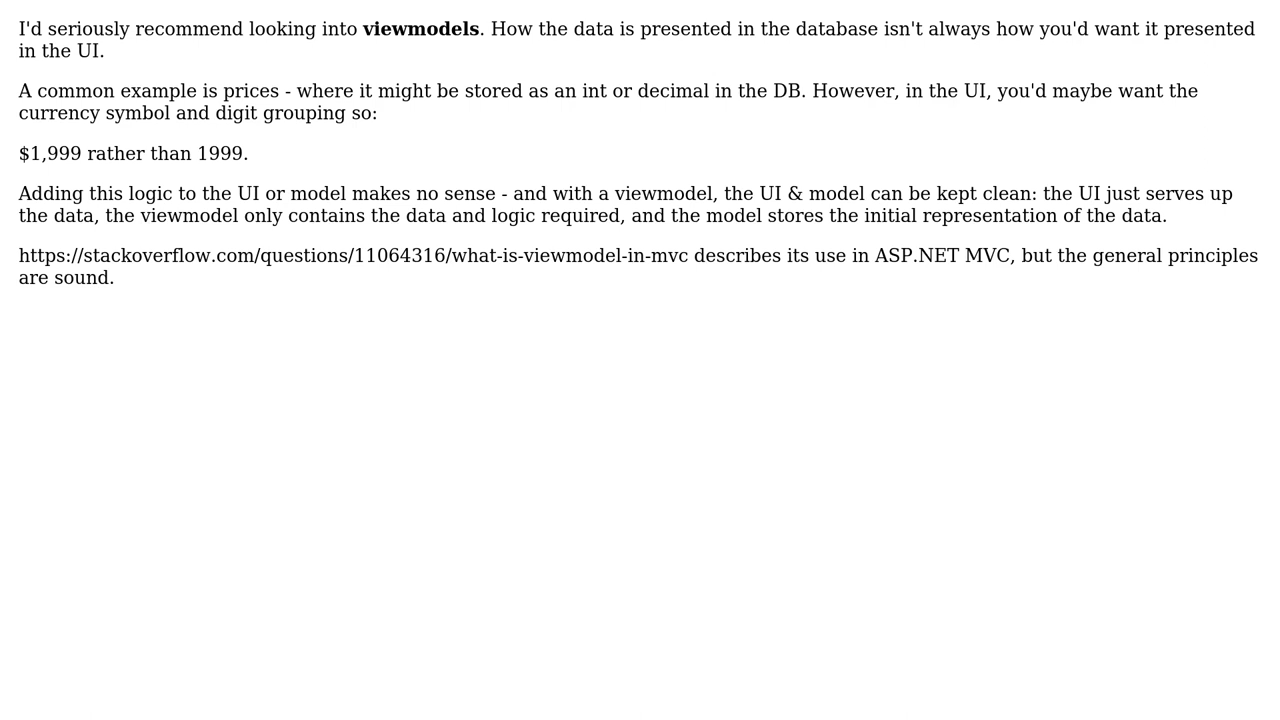 I'd seriously recommend looking into viewmodels. How the data is presented in the database isn't always how you'd want it presented
in the UI.
A common example is prices - where it might be stored as an int or decimal in the DB. However, in the UI, you'd maybe want the
currency symbol and digit grouping so:
$1,999 rather than 1999.
Adding this logic to the UI or model makes no sense - and with a viewmodel, the UI & model can be kept clean: the UI just serves up
the data, the viewmodel only contains the data and logic required, and the model stores the initial representation of the data.
https://stackoverflow.com/questions/11064316/what-is-viewmodel-in-mvc describes its use in ASP.NET MVC, but the general principles
are sound.